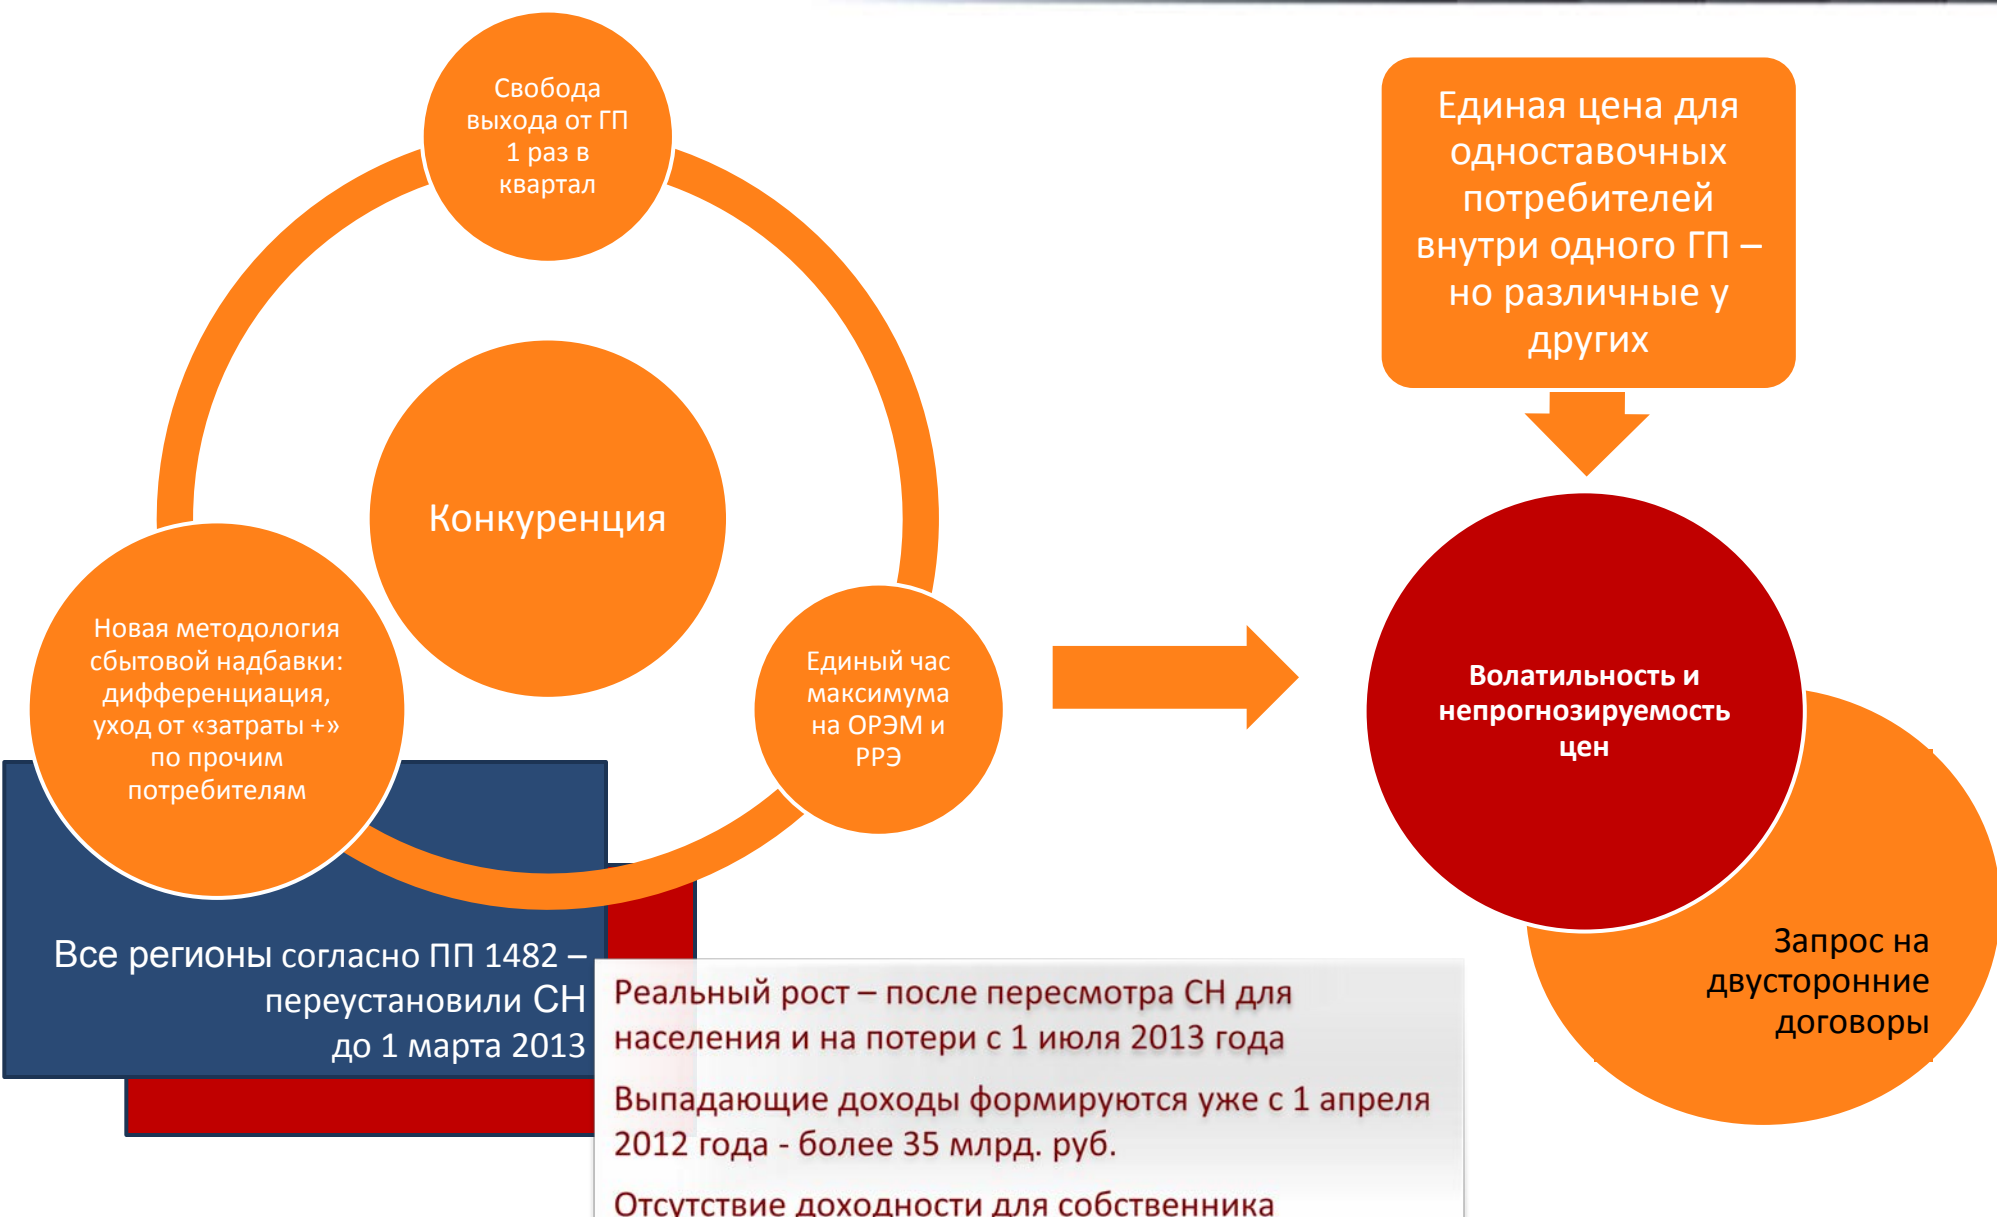 Свобода
выхода от ГП
1 раз в
квартал
Конкуренция
Новая методология
сбытовой надбавки:
дифференциация,
уход от «затраты +»
по прочим
потребителям
Единый час
максимума
на ОРЭМ и
РРЭ
Все регионы согласно ПП 1482 –
переустановили СН
до 1 марта 2013
Реальный рост – после пересмотра СН для
населения и на потери с 1 июля 2013 года
Выпадающие доходы формируются уже с 1 апреля
2012 года - более 35 млрд. руб.
Отсутствие доходности для собственника
Единая цена для
одноставочных
потребителей
внутри одного ГП –
но различные у
других
Волатильность и
непрогнозируемость
цен
Запрос на
двусторонние
договоры